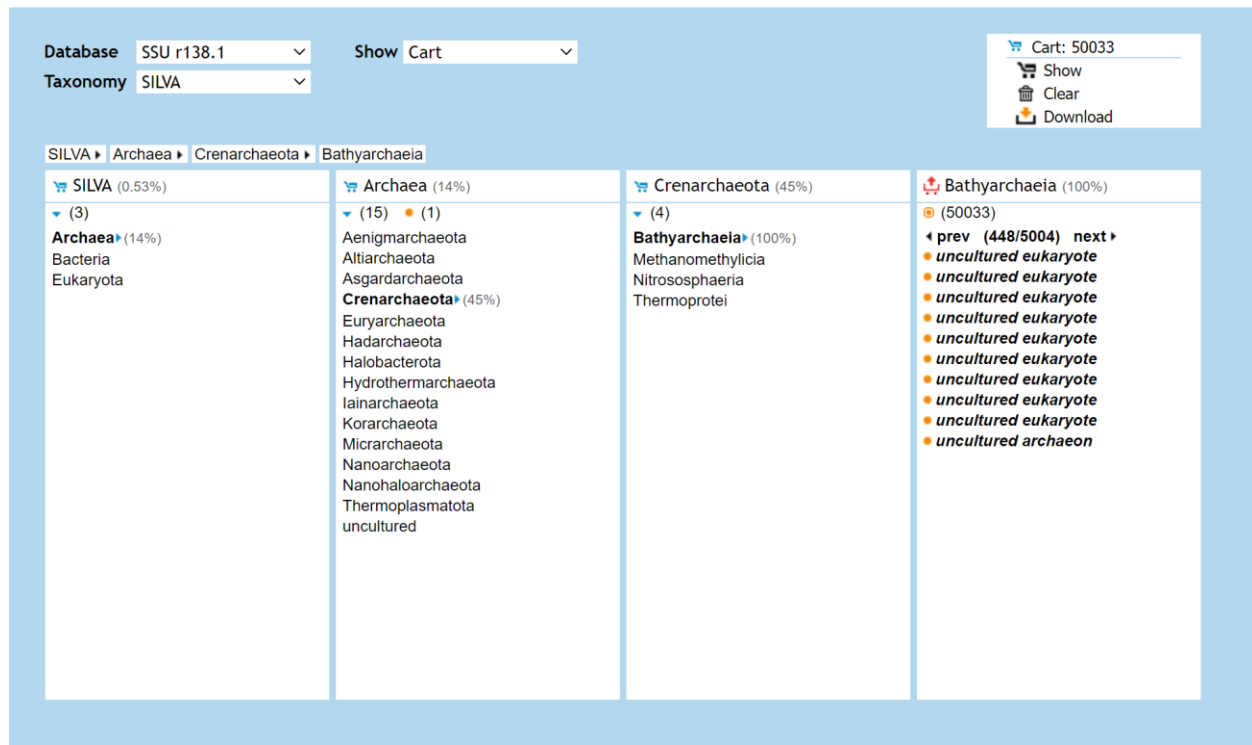 Database SSU r138.1 Show Cart
Taxonomy SILVA
Cart: 50033
Show
Clear
Download
SILVA Archaea Crenarchaeota Bathyarchaeia
SILVA (0.53%)
(3)
Archaea (14%)
Bacteria
Eukaryota
Archaea (14%)
(15) (1)
Aenigmarchaeota
Altiarchaeota
Asgardarchaeota
Crenarchaeota (45%)
Euryarchaeota
Hadarchaeota
Halobacterota
Hydrothermarchaeota
Iainarchaeota
Korarchaeota
Micrarchaeota
Nanoarchaeota
Nanohaloarchaeota
Thermoplasmatota
uncultured
Crenarchaeota (45%)
(4)
Bathyarchaeia (100%)
Methanomethylicia
Nitrososphaeria
Thermoprotei
Bathyarchaeia (100%)
(50033)
prev (448/5004) next
uncultured eukaryote
uncultured eukaryote
uncultured eukaryote
uncultured eukaryote
uncultured eukaryote
uncultured eukaryote
uncultured eukaryote
uncultured eukaryote
uncultured eukaryote
uncultured archaeon